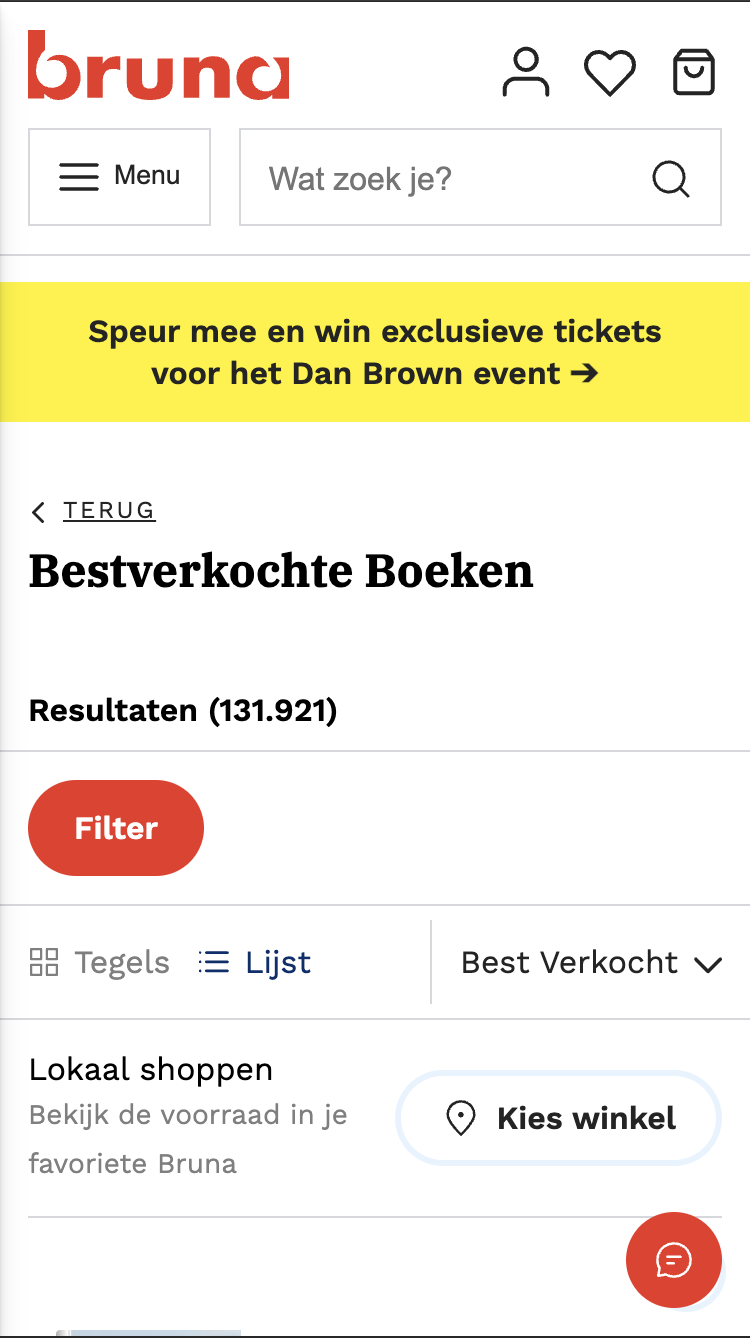 bruna
Menu
Wat zoek je?
Speur mee en win exclusieve tickets
voor het Dan Brown event →
TERUG
Bestverkochte Boeken
Resultaten (131.921)
Filter
Tegels
Lijst
Best Verkocht
Lokaal shoppen
Bekijk de voorraad in je
favoriete Bruna
Kies winkel